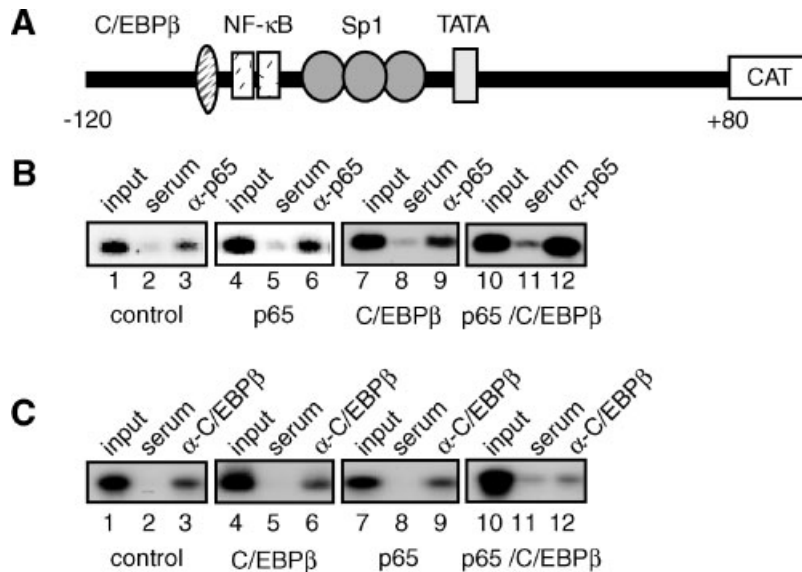 A
C/EBPβ NF-κB Sp1 TATA
CAT
-120 +80
B
input serum α-p65 input serum α-p65 input serum α-p65 input serum α-p65
1 2 3 4 5 6 7 8 9 10 11 12
control p65 C/EBPβ p65 /C/EBPβ
C
input serum α-C/EBPβ input serum α-C/EBPβ input serum α-C/EBPβ input serum α-C/EBPβ
1 2 3 4 5 6 7 8 9 10 11 12
control C/EBPβ p65 p65 /C/EBPβ